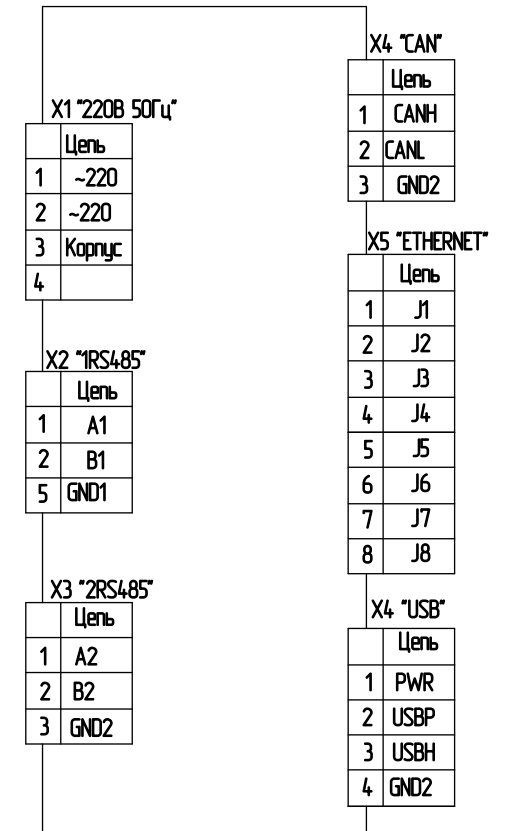 X1 "220В 50Гц"
Цепь
1 ~220
2 ~220
3 Корпус
4
X2 "1RS485"
Цепь
1 A1
2 B1
5 GND1
X3 "2RS485"
Цепь
1 A2
2 B2
3 GND2
X4 "CAN"
Цепь
1 CANH
2 CANL
3 GND2
X5 "ETHERNET"
Цепь
1 J1
2 J2
3 J3
4 J4
5 J5
6 J6
7 J7
8 J8
X4 "USB"
Цепь
1 PWR
2 USBP
3 USBH
4 GND2